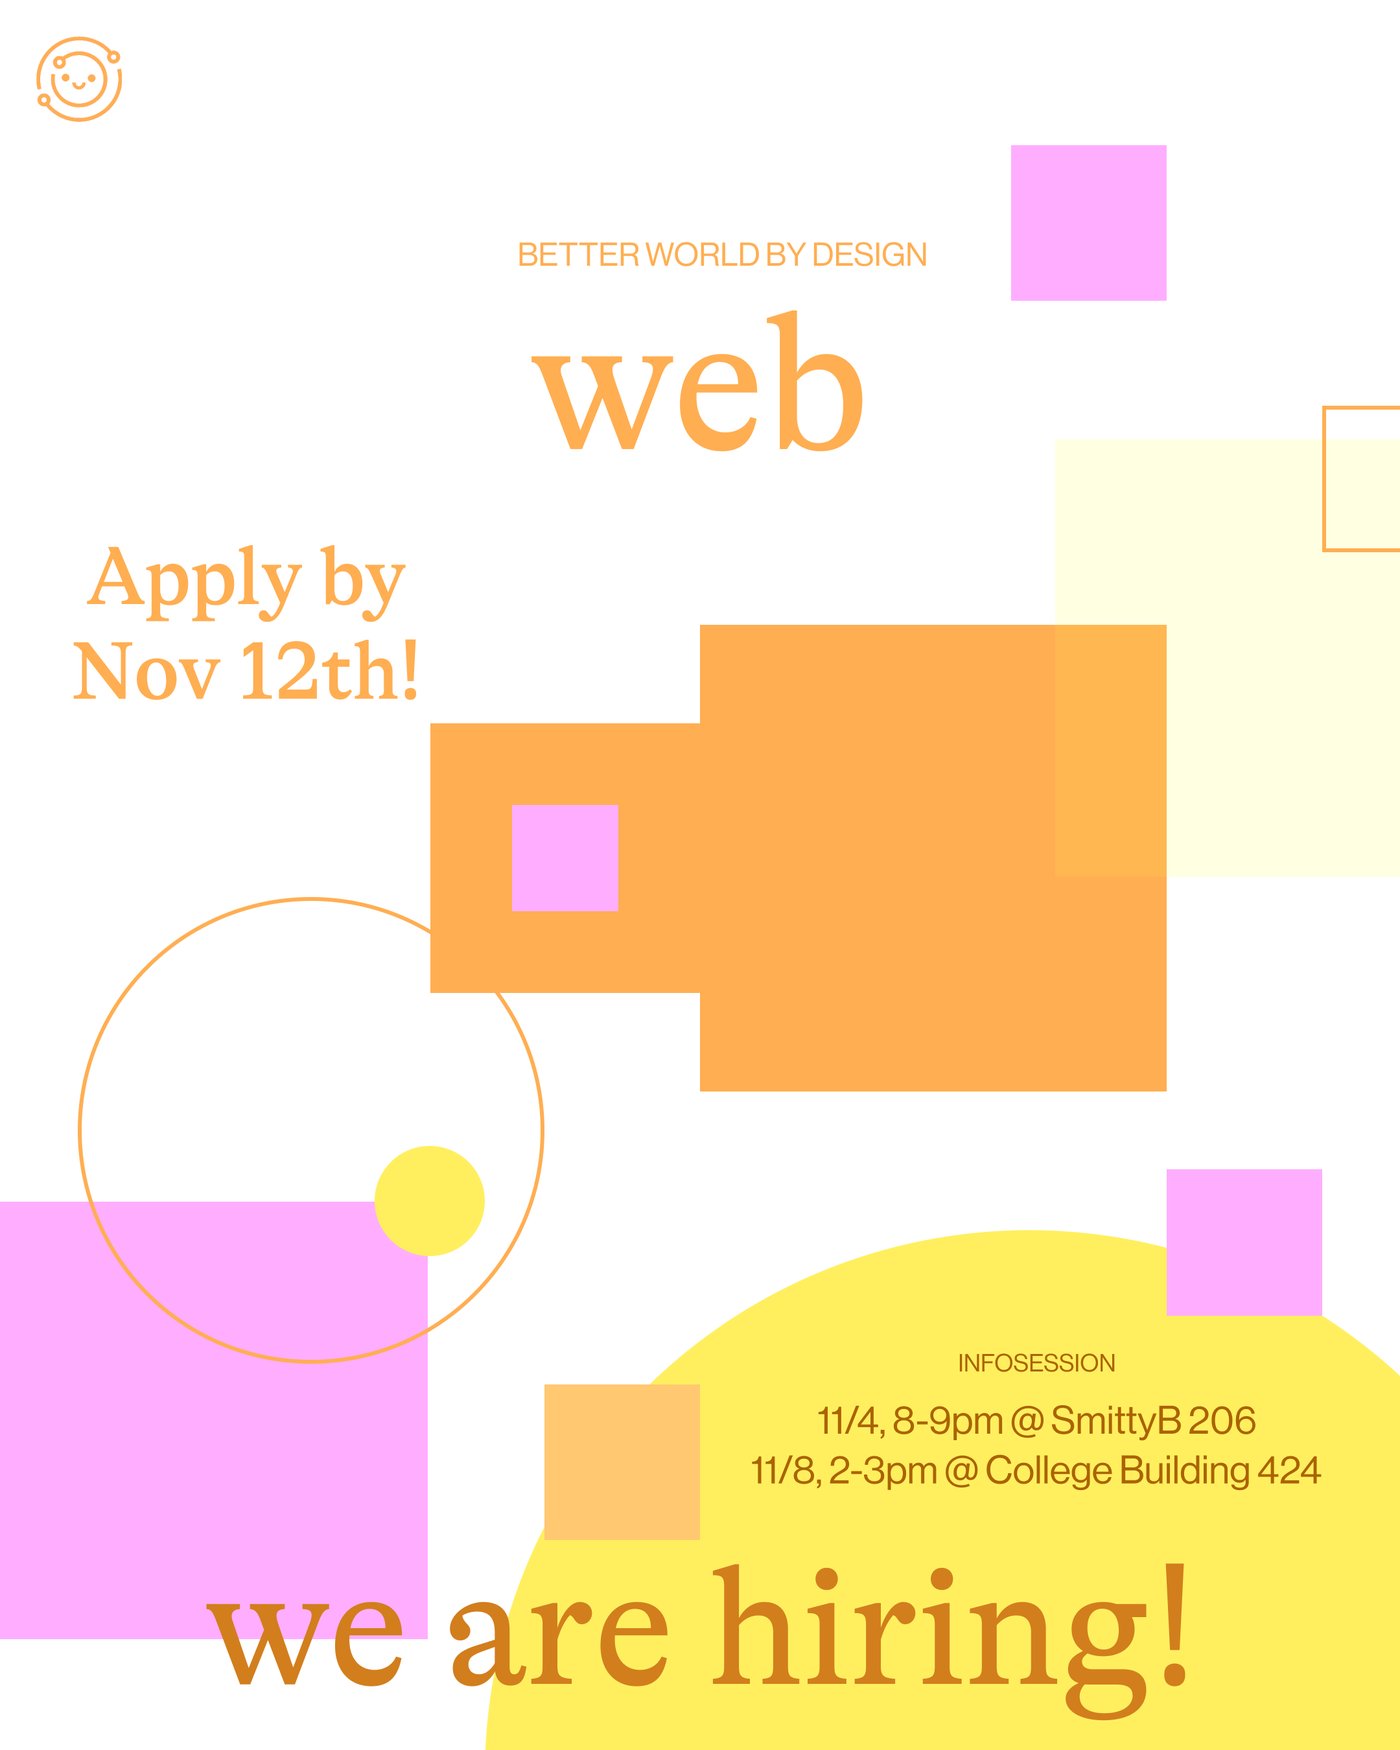 BETTER WORLD BY DESIGN
web
Apply by
Nov 12th!
INFOSESSION
11/4, 8-9pm @ SmittyB 206
11/8, 2-3pm @ College Building 424
we are hiring!